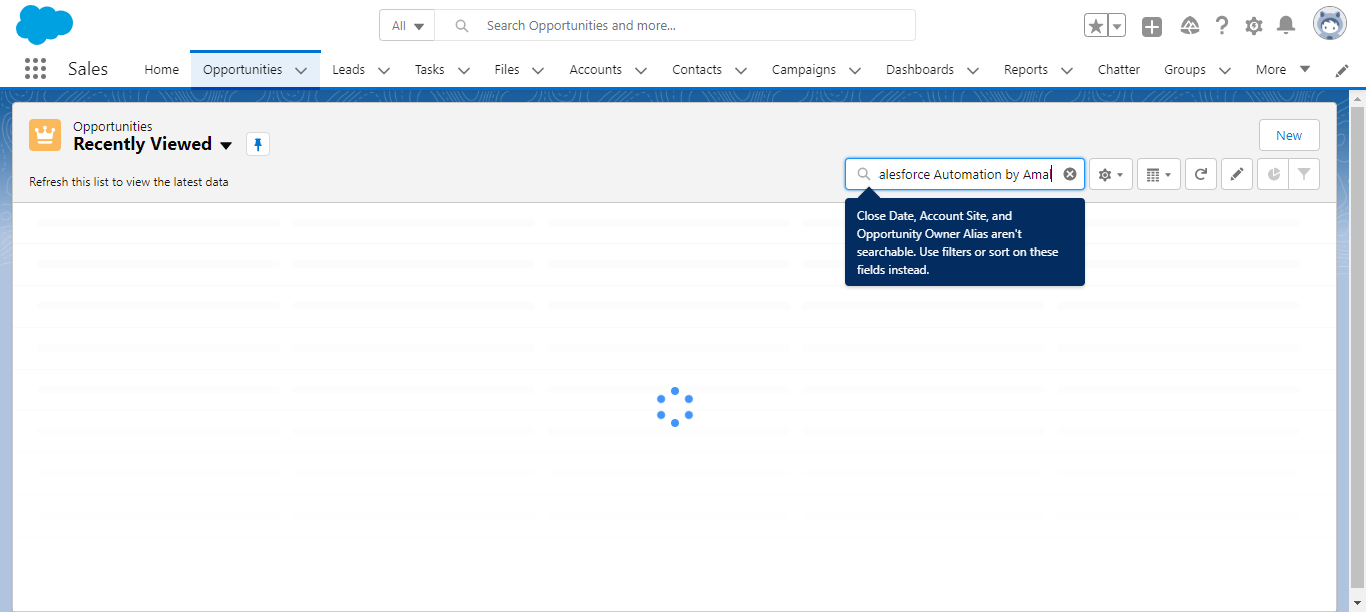 All
Search Opportunities and more...
Sales
Home
Opportunities
Leads
Tasks
Files
Accounts
Contacts
Campaigns
Dashboards
Reports
Chatter
Groups
More
Opportunities
Recently Viewed
New
Refresh this list to view the latest data
alesforce Automation by Amal
Close Date, Account Site, and
Opportunity Owner Alias aren't
searchable. Use filters or sort on these
fields instead.